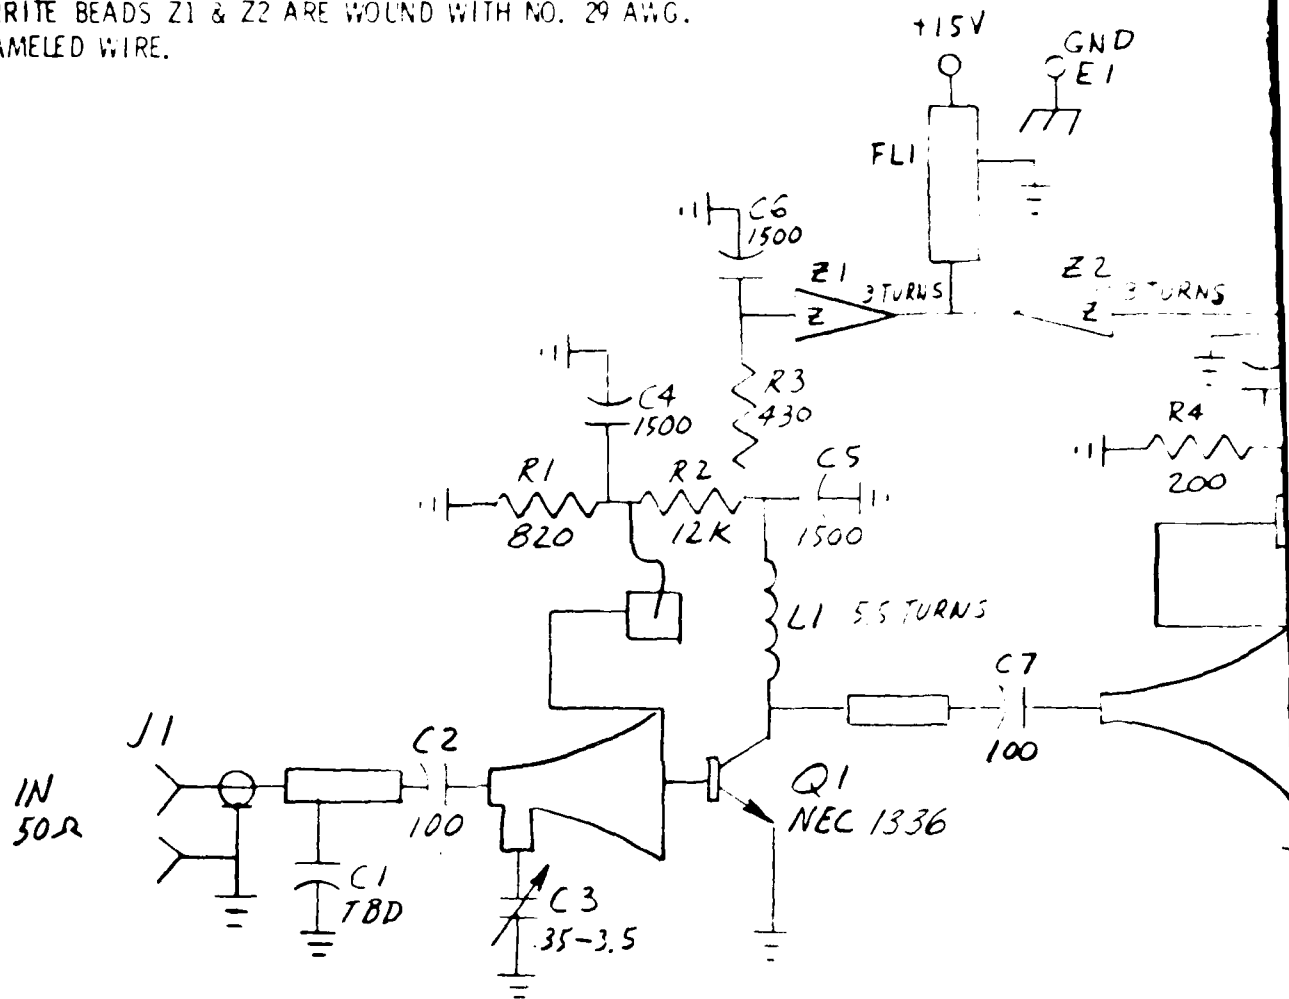 RITE BEADS Z1 & Z2 ARE WOUND WITH NO. 29 AWG.
AMELED WIRE.
+15V
GND
E1
FL1
C6
1500
Z1
3 TURNS
Z
Z2
3 TURNS
Z
C4
1500
R3
430
R4
200
R1
820
R2
12K
C5
1500
L1 5.5 TURNS
C7
100
J1
IN
50Ω
C2
100
Q1
NEC 1336
C1
TBD
C3
.35-3.5